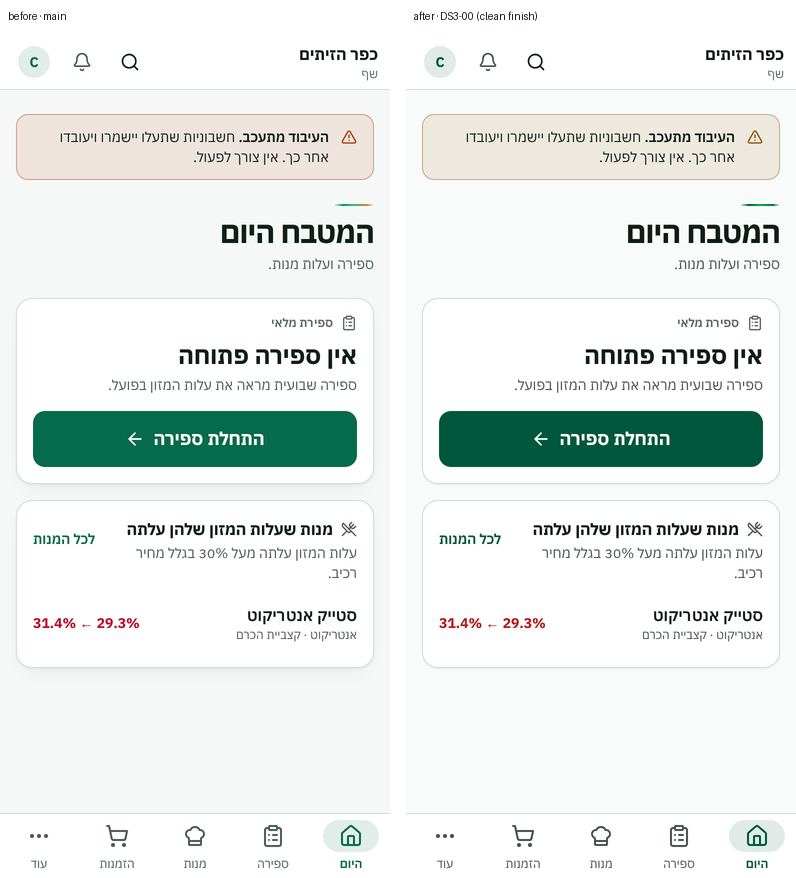 before · main
כפר הזיתים
שף
C
העיבוד מתעכב. חשבוניות שתעלו יישמרו ויעובדו
אחר כך. אין צורך לפעול.
המטבח היום
ספירה ועלות מנות.
ספירת מלאי
אין ספירה פתוחה
ספירה שבועית מראה את עלות המזון בפועל.
התחלת ספירה ←
מנות שעלות המזון שלהן עלתה
לכל המנות
עלות המזון עלתה מעל 30% בגלל מחיר
רכיב.
סטייק אנטריקוט
29.3% ← 31.4%
אנטריקוט · קצביית הכרם
היום
ספירה
מנות
הזמנות
עוד
after · DS3-00 (clean finish)
כפר הזיתים
שף
C
העיבוד מתעכב. חשבוניות שתעלו יישמרו ויעובדו
אחר כך. אין צורך לפעול.
המטבח היום
ספירה ועלות מנות.
ספירת מלאי
אין ספירה פתוחה
ספירה שבועית מראה את עלות המזון בפועל.
התחלת ספירה ←
מנות שעלות המזון שלהן עלתה
לכל המנות
עלות המזון עלתה מעל 30% בגלל מחיר
רכיב.
סטייק אנטריקוט
29.3% ← 31.4%
אנטריקוט · קצביית הכרם
היום
ספירה
מנות
הזמנות
עוד